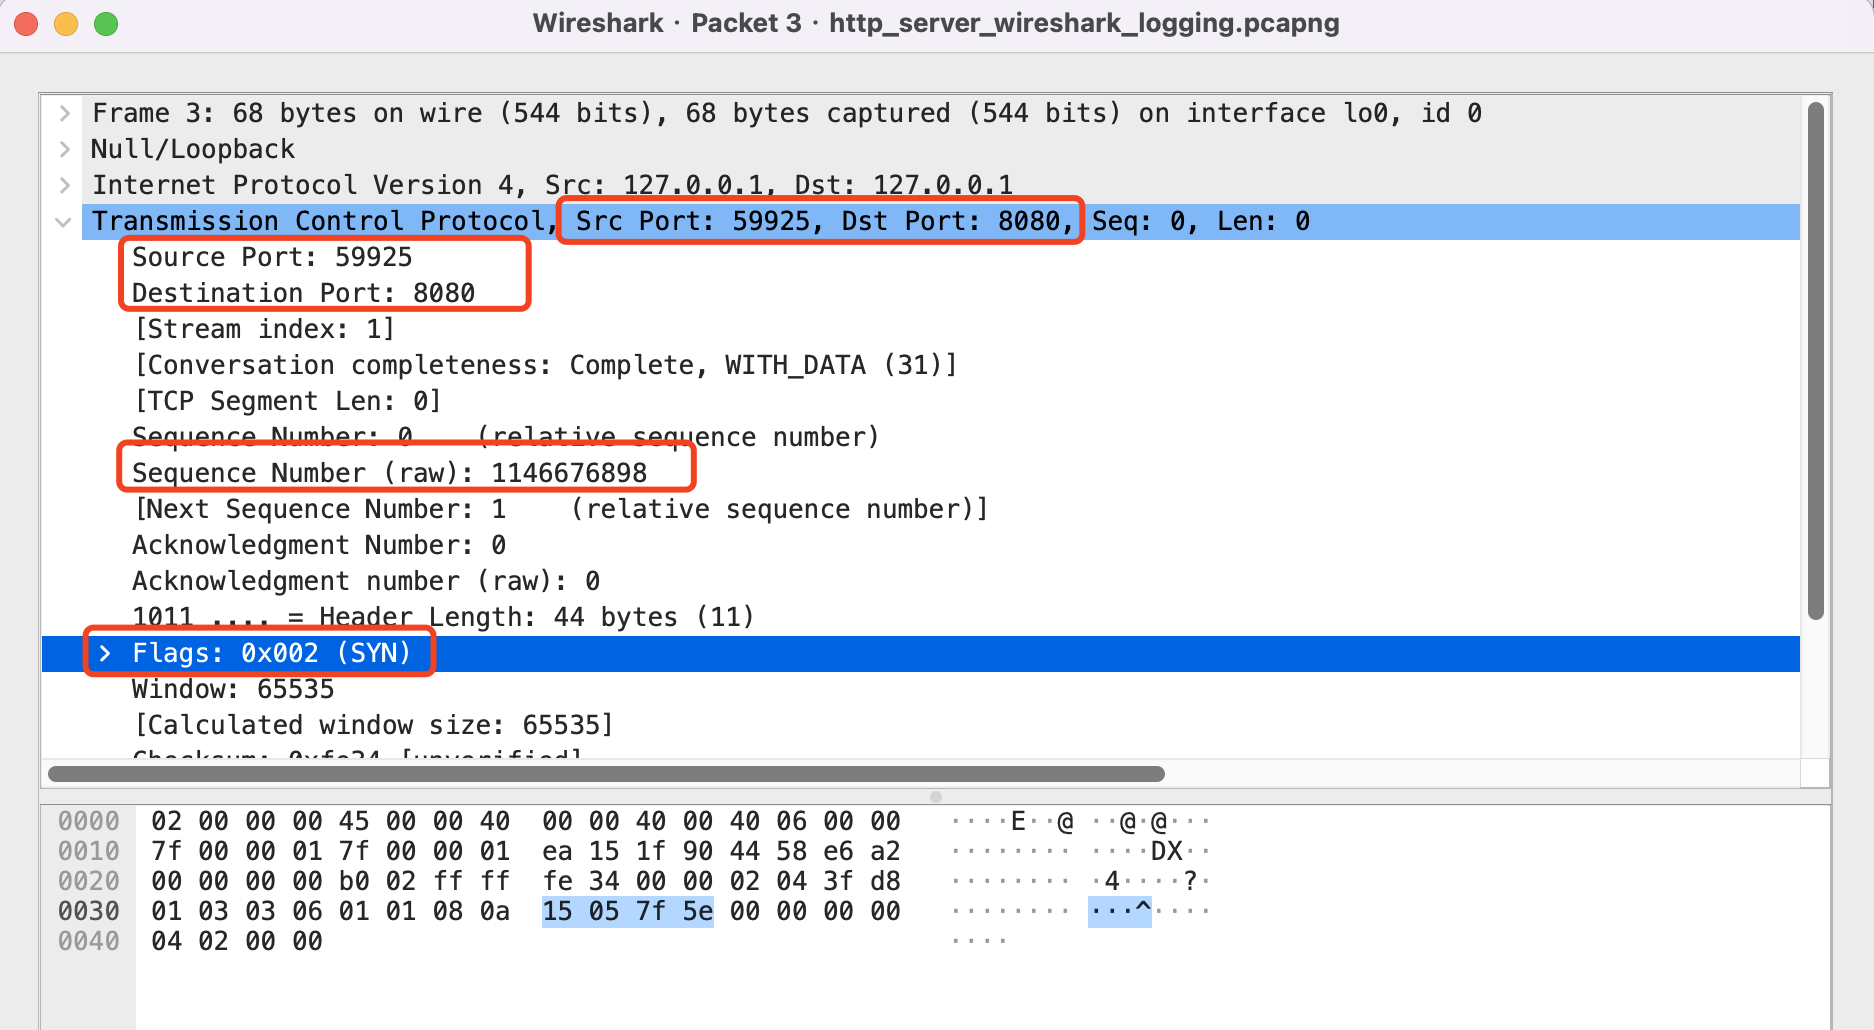 Wireshark · Packet 3 · http_server_wireshark_logging.pcapng
Frame 3: 68 bytes on wire (544 bits), 68 bytes captured (544 bits) on interface lo0, id 0
Null/Loopback
Internet Protocol Version 4, Src: 127.0.0.1, Dst: 127.0.0.1
Transmission Control Protocol, Src Port: 59925, Dst Port: 8080, Seq: 0, Len: 0
Source Port: 59925
Destination Port: 8080
[Stream index: 1]
[Conversation completeness: Complete, WITH_DATA (31)]
[TCP Segment Len: 0]
Sequence Number: 0    (relative sequence number)
Sequence Number (raw): 1146676898
[Next Sequence Number: 1    (relative sequence number)]
Acknowledgment Number: 0
Acknowledgment number (raw): 0
1011 .... = Header Length: 44 bytes (11)
Flags: 0x002 (SYN)
Window: 65535
[Calculated window size: 65535]
Checksum: 0xfe34 [unverified]
0000 02 00 00 00 45 00 00 40 00 00 40 00 40 06 00 00 ····E··@ ··@·@···
0010 7f 00 00 01 7f 00 00 01 ea 15 1f 90 44 58 e6 a2 ········ ····DX··
0020 00 00 00 00 b0 02 ff ff fe 34 00 00 02 04 3f d8 ········ ·4····?·
0030 01 03 03 06 01 01 08 0a 15 05 7f 5e 00 00 00 00 ········ ···^····
0040 04 02 00 00 ····